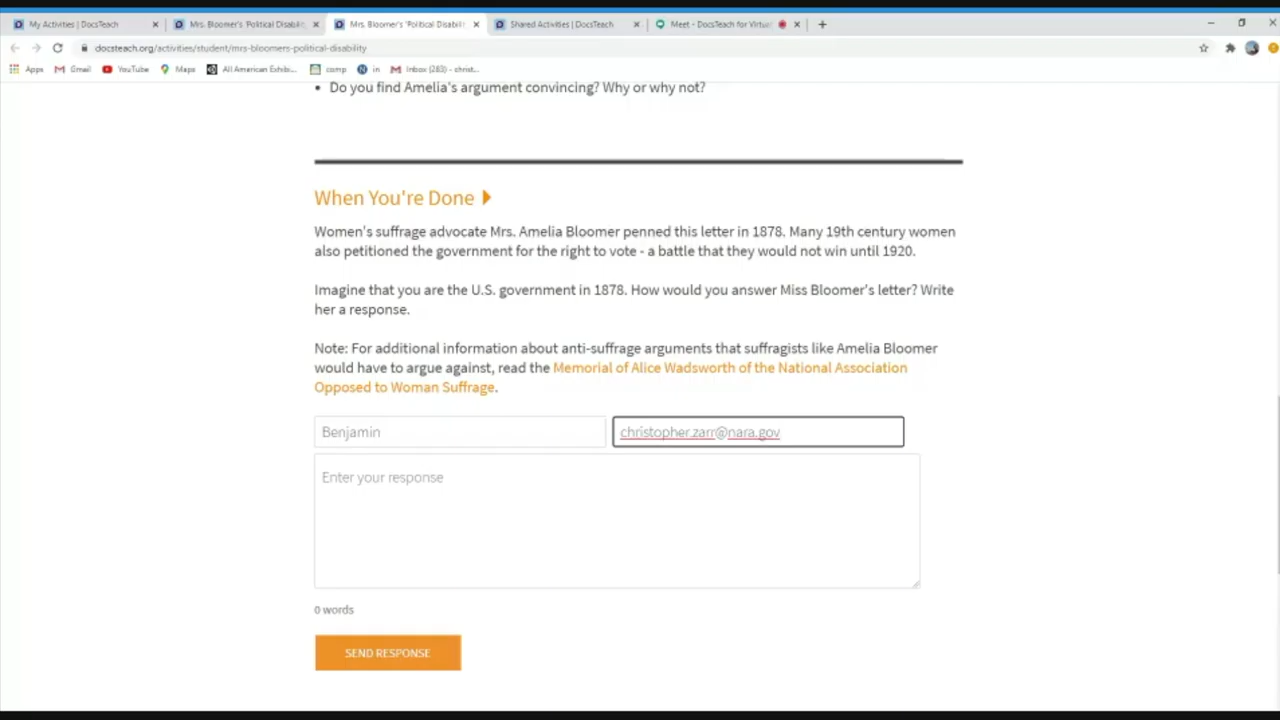 My Activities | DocsTeach
Mrs. Bloomer's 'Political Disabilit
Mrs. Bloomer's 'Political Disabilit
Shared Activities | DocsTeach
Meet - DocsTeach for Virtua
docsteach.org/activities/student/mrs-bloomers-political-disability
Apps
Gmail
YouTube
Maps
All American Exhibi...
comp
in
Inbox (283) - christ...
• Do you find Amelia's argument convincing? Why or why not?
When You're Done
Women's suffrage advocate Mrs. Amelia Bloomer penned this letter in 1878. Many 19th century women
also petitioned the government for the right to vote - a battle that they would not win until 1920.
Imagine that you are the U.S. government in 1878. How would you answer Miss Bloomer's letter? Write
her a response.
Note: For additional information about anti-suffrage arguments that suffragists like Amelia Bloomer
would have to argue against, read the Memorial of Alice Wadsworth of the National Association
Opposed to Woman Suffrage.
Benjamin
christopher.zarr@nara.gov
Enter your response
0 words
SEND RESPONSE